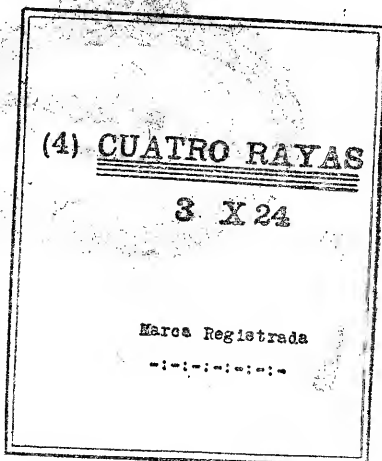 (4) CUATRO RAYAS
3 X 24
Marca Registrada
-:-:-:-:-:-:-